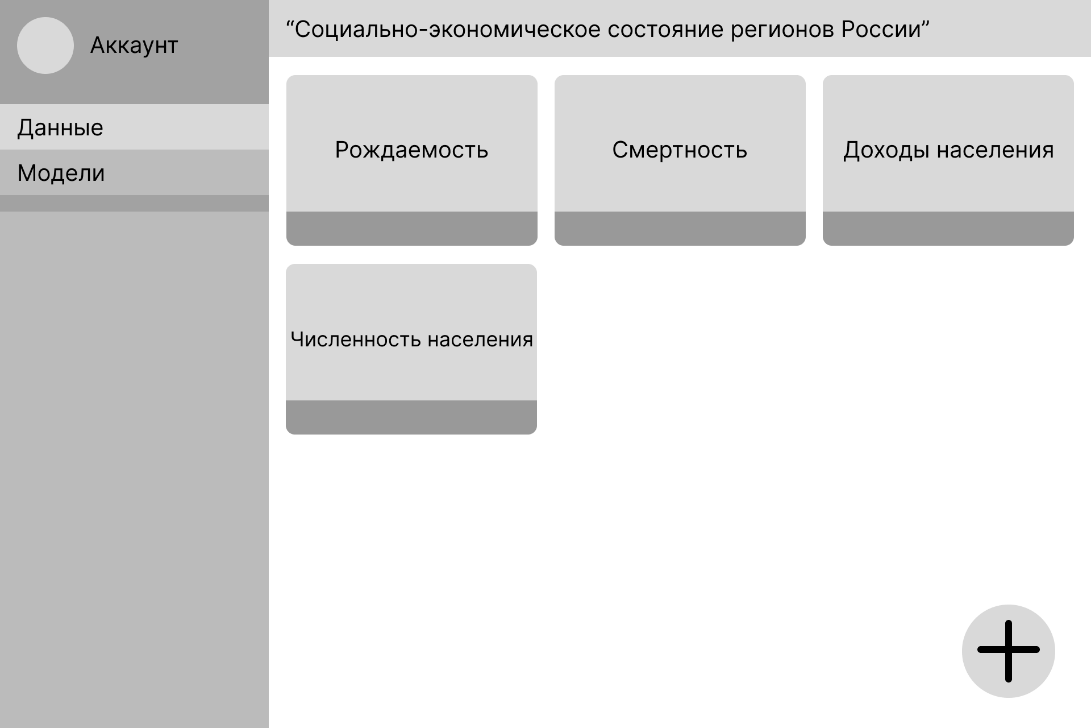 Аккаунт
“Социально-экономическое состояние регионов России”
Данные
Модели
Рождаемость
Смертность
Доходы населения
Численность населения